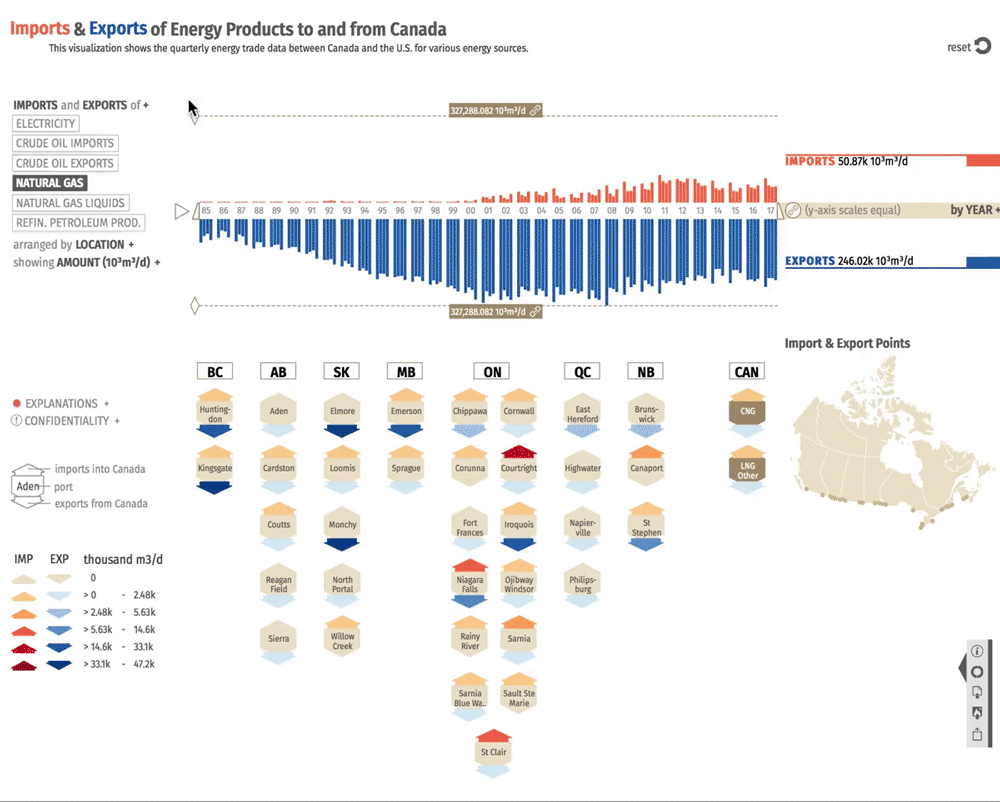 Imports & Exports of Energy Products to and from Canada
This visualization shows the quarterly energy trade data between Canada and the U.S. for various energy sources.
reset
IMPORTS and EXPORTS of +
ELECTRICITY
CRUDE OIL IMPORTS
CRUDE OIL EXPORTS
NATURAL GAS
NATURAL GAS LIQUIDS
REFIN. PETROLEUM PROD.
arranged by LOCATION +
showing AMOUNT (10³m³/d) +
327,288.082 10³m³/d
IMPORTS 50.87k 10³m³/d
85 86 87 88 89 90 91 92 93 94 95 96 97 98 99 00 01 02 03 04 05 06 07 08 09 10 11 12 13 14 15 16 17
(y-axis scales equal)
by YEAR +
EXPORTS 246.02k 10³m³/d
327,288.082 10³m³/d
Import & Export Points
BC AB SK MB ON QC NB CAN
Hunting-
don
Aden
Elmore
Emerson
Chippawa
Cornwall
East
Hereford
Bruns-
wick
CNG
Kingsgate
Cardston
Loomis
Sprague
Corunna
Courtright
Highwater
Canaport
LNG
Other
Coutts
Monchy
Fort
Frances
Iroquois
Napier-
ville
St
Stephen
Reagan
Field
North
Portal
Niagara
Falls
Ojibway
Windsor
Philips-
burg
Sierra
Willow
Creek
Rainy
River
Sarnia
Sarnia
Blue Wa..
Sault Ste
Marie
St Clair
EXPLANATIONS +
CONFIDENTIALITY +
imports into Canada
Aden
port
exports from Canada
IMP EXP thousand m3/d
0
> 0 - 2.48k
> 2.48k - 5.63k
> 5.63k - 14.6k
> 14.6k - 33.1k
> 33.1k - 47.2k